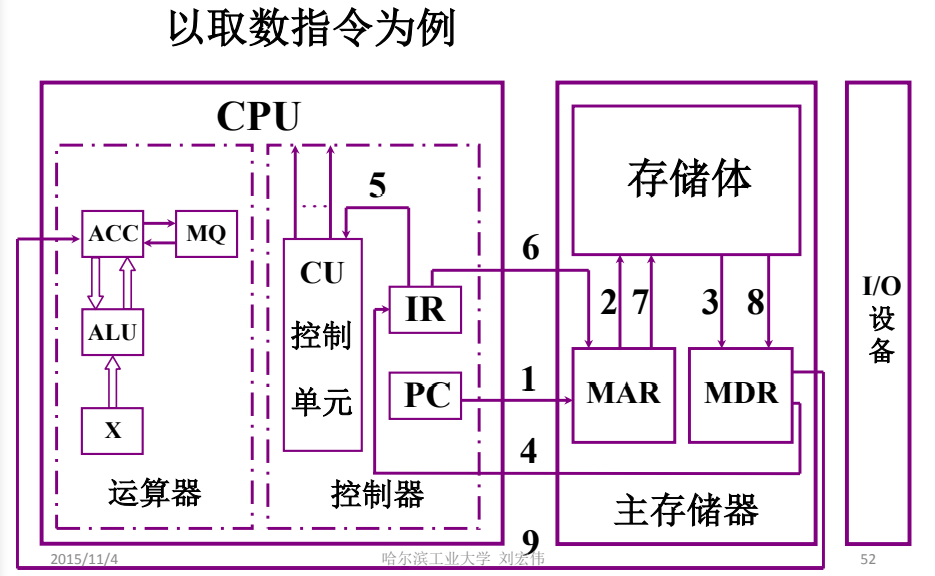 以取数指令为例
CPU
ACC
MQ
ALU
X
运算器
5
...
CU
控制
单元
IR
PC
控制器
6
1
4
9
存储体
2
7
3
8
MAR
MDR
主存储器
I/O
设
备
2015/11/4
哈尔滨工业大学 刘宏伟
52